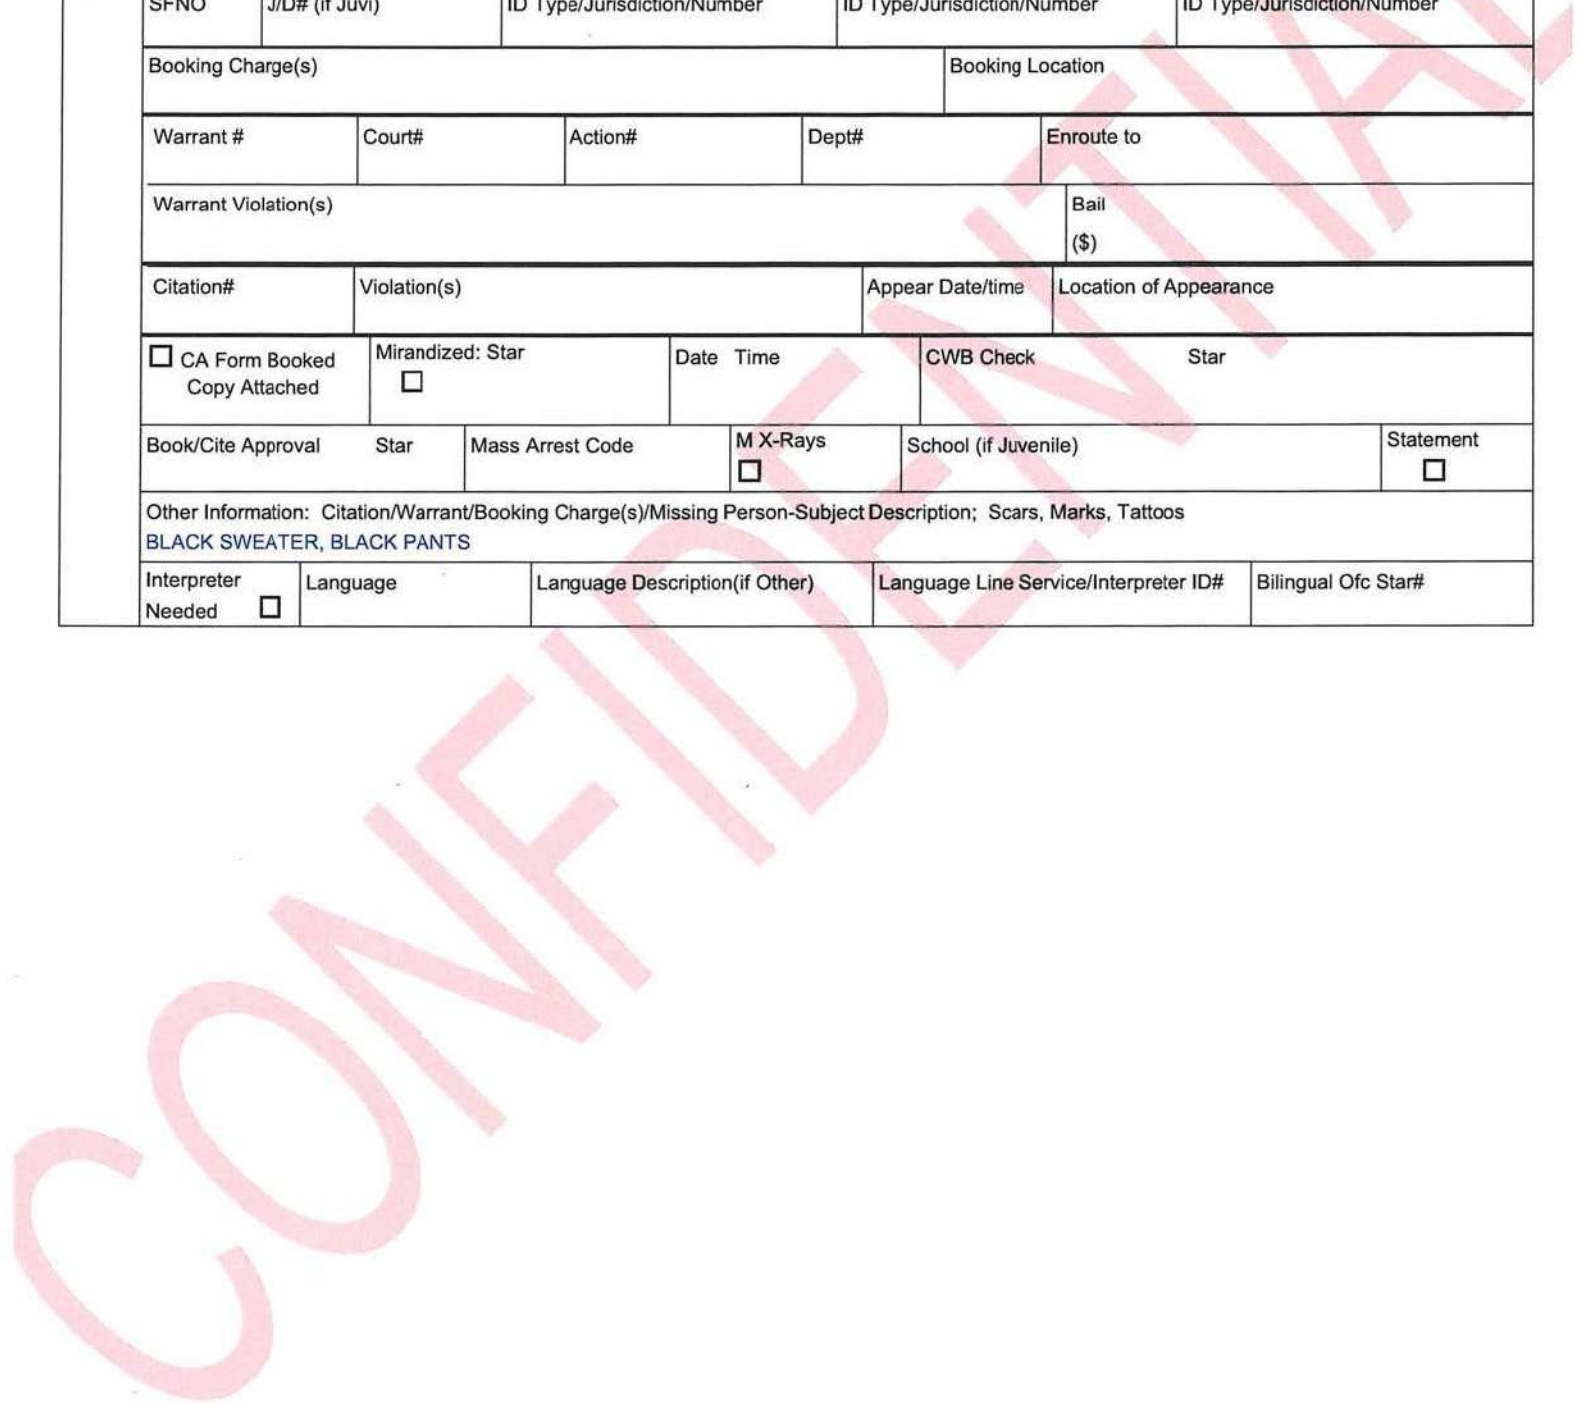 SFNO J/D# (if Juvi) ID Type/Jurisdiction/Number ID Type/Jurisdiction/Number ID Type/Jurisdiction/Number
Booking Charge(s) Booking Location
Warrant # Court# Action# Dept# Enroute to
Warrant Violation(s) Bail
($)
Citation# Violation(s) Appear Date/time Location of Appearance
CA Form Booked Mirandized: Star Date Time CWB Check Star
Copy Attached
Book/Cite Approval Star Mass Arrest Code M X-Rays School (if Juvenile) Statement
Other Information: Citation/Warrant/Booking Charge(s)/Missing Person-Subject Description; Scars, Marks, Tattoos
BLACK SWEATER, BLACK PANTS
Interpreter Language Language Description(if Other) Language Line Service/Interpreter ID# Bilingual Ofc Star#
Needed
CONFIDENTIAL